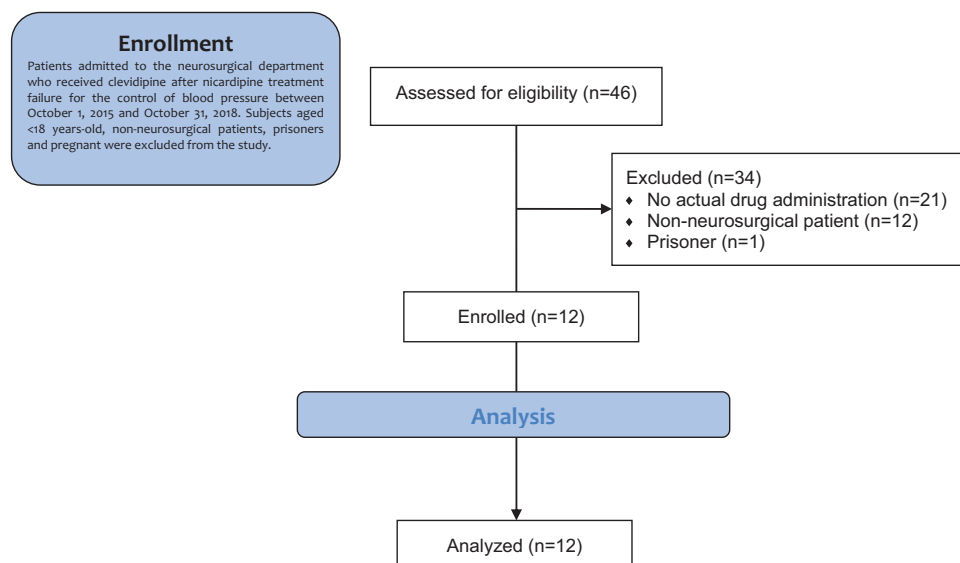 Enrollment
Patients admitted to the neurosurgical department
who received clevidipine after nicardipine treatment
failure for the control of blood pressure between
October 1, 2015 and October 31, 2018. Subjects aged
<18 years-old, non-neurosurgical patients, prisoners
and pregnant were excluded from the study.
Assessed for eligibility (n=46)
Excluded (n=34)
♦ No actual drug administration (n=21)
♦ Non-neurosurgical patient (n=12)
♦ Prisoner (n=1)
Enrolled (n=12)
Analysis
Analyzed (n=12)